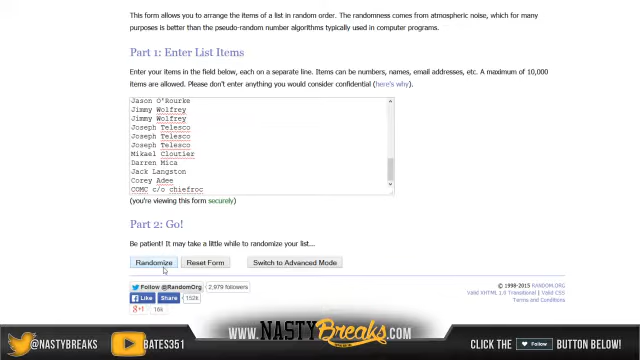 This form allows you to arrange the items of a list in random order. The randomness comes from atmospheric noise, which for many
purposes is better than the pseudo-random number algorithms typically used in computer programs.
Part 1: Enter List Items
Enter your items in the field below, each on a separate line. Items can be numbers, names, email addresses, etc. A maximum of 10,000
items are allowed. Please don't enter anything you would consider confidential (here's why).
Jason O'Rourke
Jimmy Wolfrey
Jimmy Wolfrey
Joseph Telesco
Joseph Telesco
Joseph Telesco
Mikael Cloutier
Darren Mica
Jack Langston
Corey Adee
COMC c/o chiefroc
(you're viewing this form securely)
Part 2: Go!
Be patient! It may take a little while to randomize your list...
Randomize Reset Form Switch to Advanced Mode
Follow @RandomOrg 2,979 followers
Like Share 152k
g+1 16k
© 1998-2015 RANDOM.ORG
Valid XHTML 1.0 Transitional | Valid CSS
Terms and Conditions
@NASTYBREAKS BATES351 WWW.NASTYBreaks.COM CLICK THE Follow BUTTON BELOW!